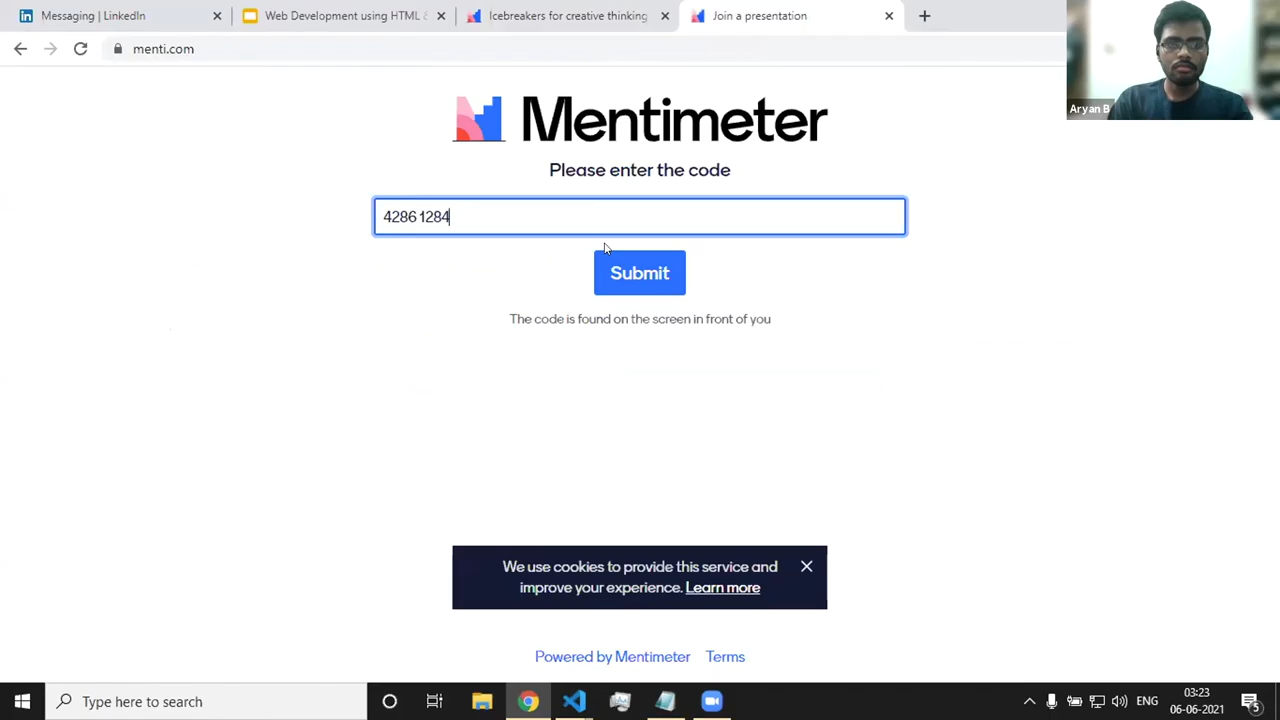 Messaging | LinkedIn
Web Development using HTML &
Icebreakers for creative thinking
Join a presentation
menti.com
Aryan B
Mentimeter
Please enter the code
4286 1284
Submit
The code is found on the screen in front of you
We use cookies to provide this service and
improve your experience. Learn more
Powered by Mentimeter
Terms
Type here to search
ENG
03:23
06-06-2021
5